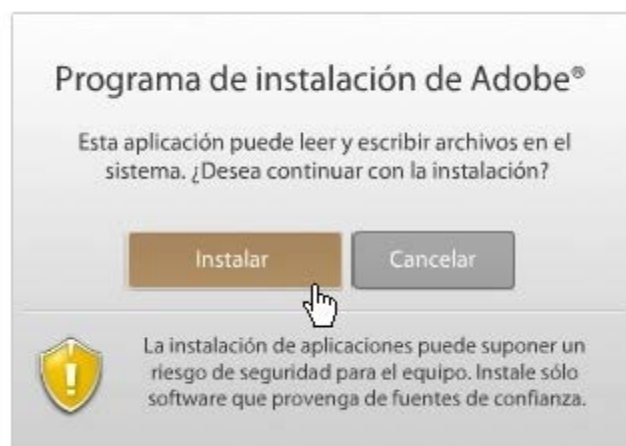 Programa de instalación de Adobe®
Esta aplicación puede leer y escribir archivos en el
sistema. ¿Desea continuar con la instalación?
Instalar
Cancelar
La instalación de aplicaciones puede suponer un
riesgo de seguridad para el equipo. Instale sólo
software que provenga de fuentes de confianza.